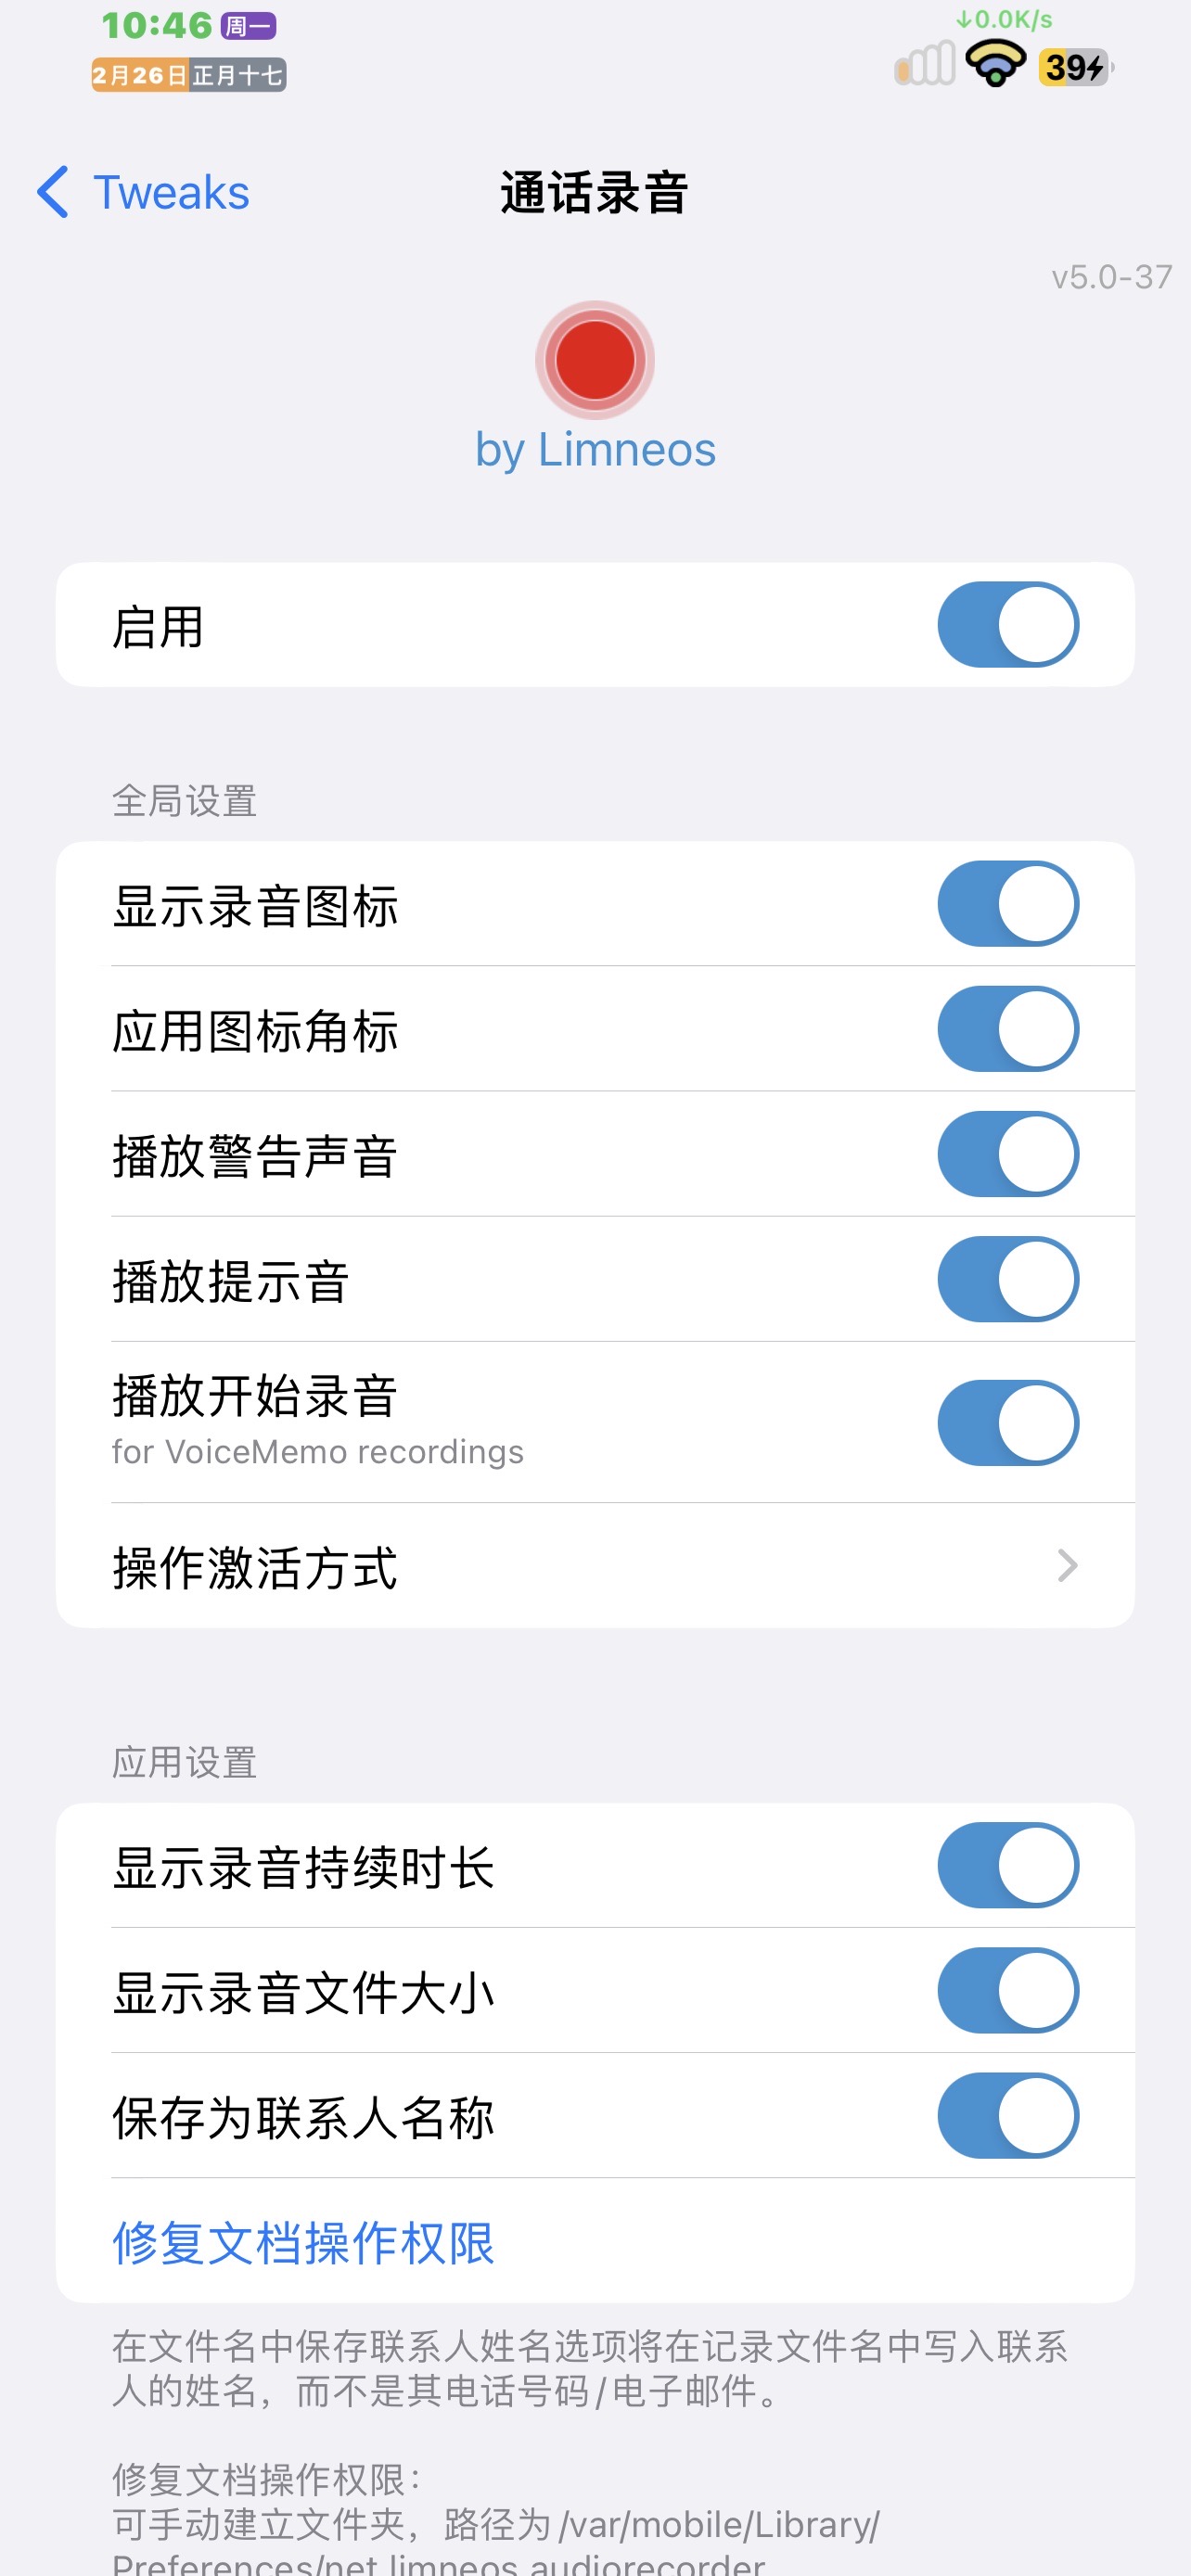 10:46 周一
↓0.0K/s
2月26日 正月十七
39
Tweaks
通话录音
v5.0-37
by Limneos
启用
全局设置
显示录音图标
应用图标角标
播放警告声音
播放提示音
播放开始录音
for VoiceMemo recordings
操作激活方式
应用设置
显示录音持续时长
显示录音文件大小
保存为联系人名称
修复文档操作权限
在文件名中保存联系人姓名选项将在记录文件名中写入联系
人的姓名，而不是其电话号码/电子邮件。
修复文档操作权限：
可手动建立文件夹，路径为/var/mobile/Library/
Preferences/net.limneos.audiorecorder